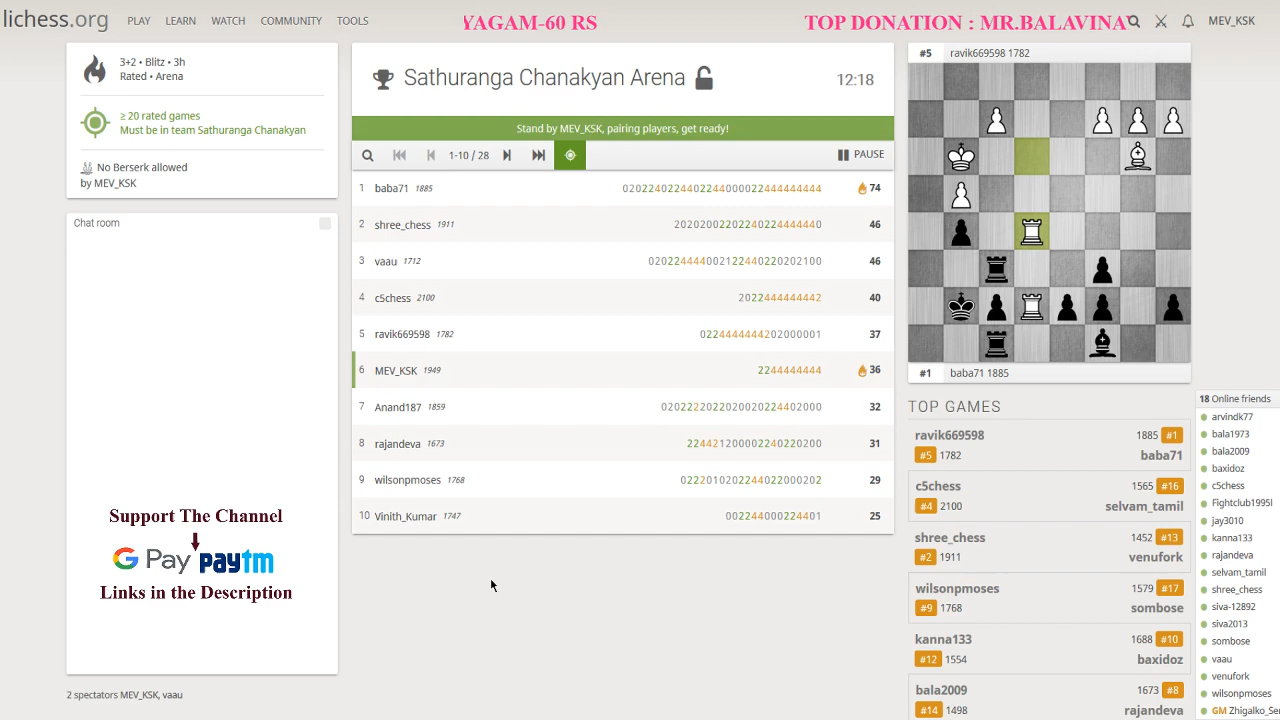 lichess.org PLAY LEARN WATCH COMMUNITY TOOLS YAGAM-60 RS TOP DONATION : MR.BALAVINA MEV_KSK
3+2 • Blitz • 3h
Rated • Arena
≥ 20 rated games
Must be in team Sathuranga Chanakyan
No Berserk allowed
by MEV_KSK
Chat room
Support The Channel
G Pay paytm
Links in the Description
2 spectators MEV_KSK, vaau
Sathuranga Chanakyan Arena 12:18
Stand by MEV_KSK, pairing players, get ready!
1-10 / 28 PAUSE
1 baba71 1885 0202240224402244000022444444444 74
2 shree_chess 1911 2020200220224022444440 46
3 vaau 1712 0202244440021224402202021 00 46
4 c5chess 2100 2022444444442 40
5 ravik669598 1782 0224444444202000001 37
6 MEV_KSK 1949 2244444444 36
7 Anand187 1859 0202222022020020224402000 32
8 rajandeva 1673 22442120000224022020 0 31
9 wilsonpmoses 1768 0222010202244022000202 29
10 Vinith_Kumar 1747 002244000224401 25
#5 ravik669598 1782
#1 baba71 1885
TOP GAMES
ravik669598 1885 #1
#5 1782 baba71
c5chess 1565 #16
#4 2100 selvam_tamil
shree_chess 1452 #13
#2 1911 venufork
wilsonpmoses 1579 #17
#9 1768 sombose
kanna133 1688 #10
#12 1554 baxidoz
bala2009 1673 #8
#14 1498 rajandeva
18 Online friends
arvindk77
bala1973
bala2009
baxidoz
c5chess
Fightclub1995l
jay3010
kanna133
rajandeva
selvam_tamil
shree_chess
siva-12892
siva2013
sombose
vaau
venufork
wilsonpmoses
GM Zhigalko_Se